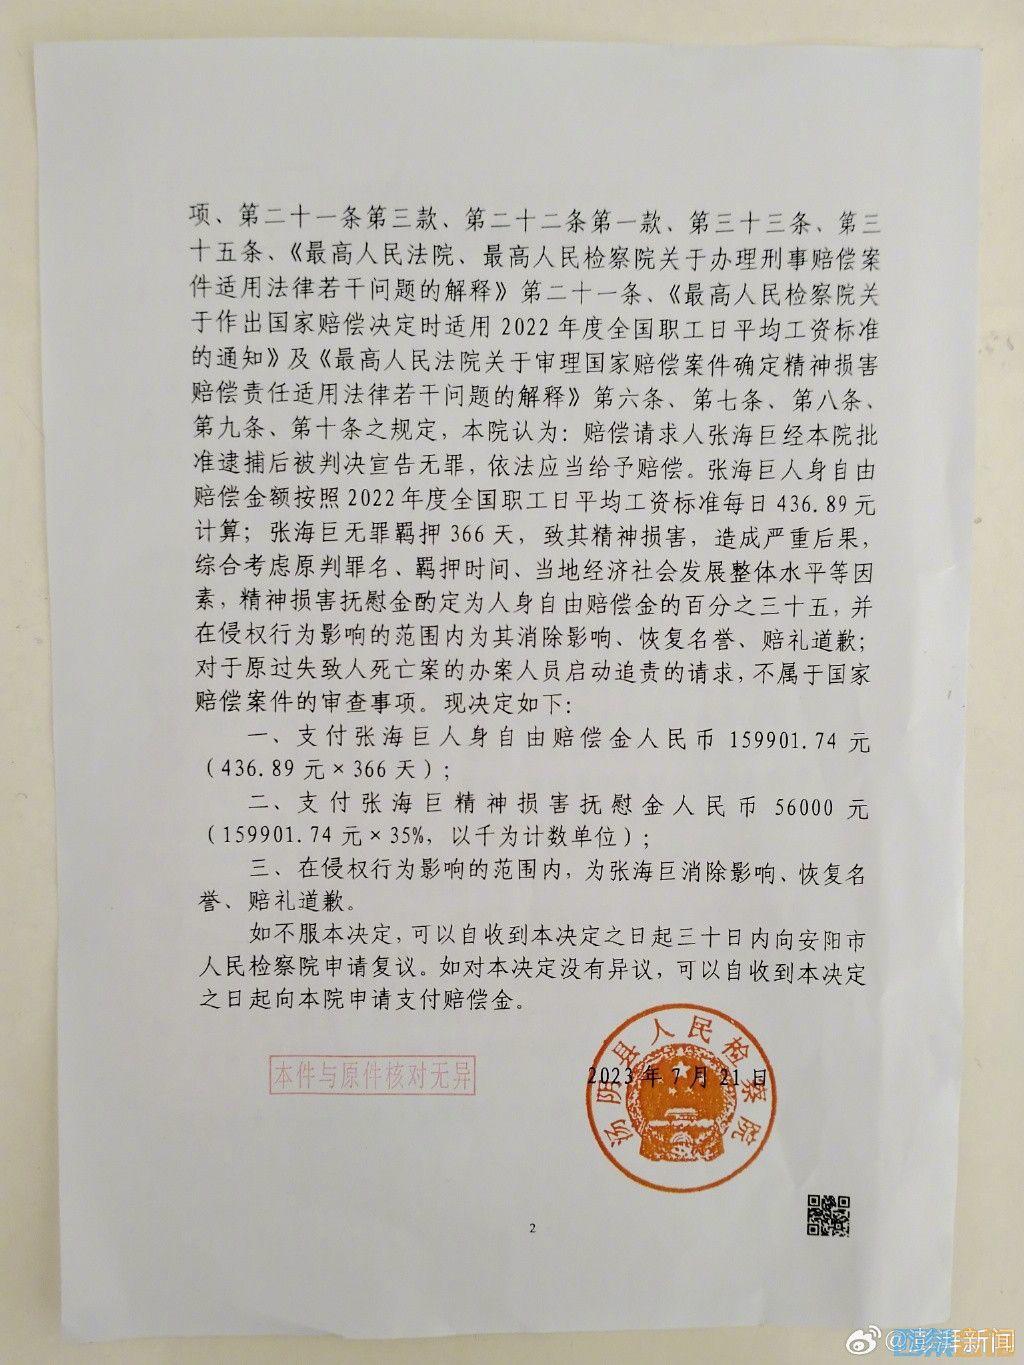 项、第二十一条第三款、第二十二条第一款、第三十三条、第三
十五条、《最高人民法院、最高人民检察院关于办理刑事赔偿案
件适用法律若干问题的解释》第二十一条、《最高人民检察院关
于作出国家赔偿决定时适用2022年度全国职工日平均工资标准
的通知》及《最高人民法院关于审理国家赔偿案件确定精神损害
赔偿责任适用法律若干问题的解释》第六条、第七条、第八条、
第九条、第十条之规定,本院认为:赔偿请求人张海巨经本院批
准逮捕后被判决宣告无罪,依法应当给予赔偿。张海巨人身自由
赔偿金额按照2022年度全国职工日平均工资标准每日436.89元
计算;张海巨无罪羁押366天,致其精神损害,造成严重后果,
综合考虑原判罪名、羁押时间、当地经济社会发展整体水平等因
素,精神损害抚慰金酌定为人身自由赔偿金的百分之三十五,并
在侵权行为影响的范围内为其消除影响、恢复名誉、赔礼道歉;
对于原过失致人死亡案的办案人员启动追责的请求,不属于国家
赔偿案件的审查事项。现决定如下:
一、支付张海巨人身自由赔偿金人民币159901.74元
(436.89元×366天);
二、支付张海巨精神损害抚慰金人民币56000元
(159901.74元×35%,以千为计数单位);
三、在侵权行为影响的范围内,为张海巨消除影响、恢复名
誉、赔礼道歉。
如不服本决定,可以自收到本决定之日起三十日内向安阳市
人民检察院申请复议。如对本决定没有异议,可以自收到本决定
之日起向本院申请支付赔偿金。
汤阴县人民检察院
本件与原件核对无异
2023年7月21日
2
@澎湃新闻